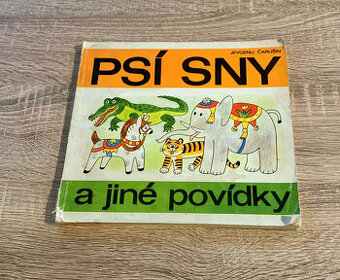 JEVGENIJ ČARUŠIN
PSÍ SNY
a jiné povídky